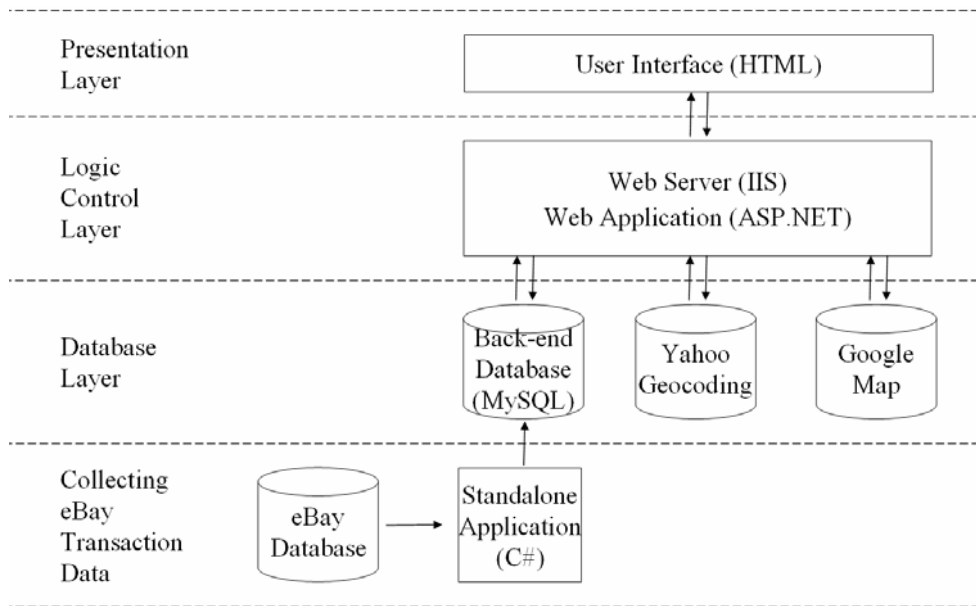 Presentation
Layer
User Interface (HTML)
Logic
Control
Layer
Web Server (IIS)
Web Application (ASP.NET)
Database
Layer
Back-end
Database
(MySQL)
Yahoo
Geocoding
Google
Map
Collecting
eBay
Transaction
Data
eBay
Database
Standalone
Application
(C#)